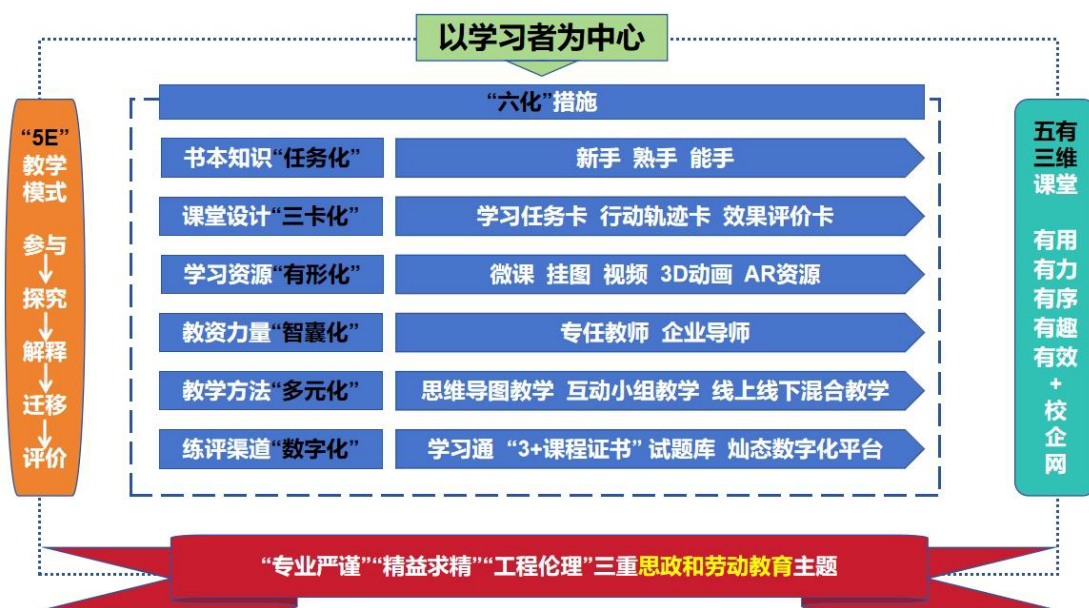 以学习者为中心
“5E”
教学
模式
参与
探究
解释
迁移
评价
“六化”措施
书本知识“任务化”
新手 熟手 能手
课堂设计“三卡化”
学习任务卡 行动轨迹卡 效果评价卡
学习资源“有形化”
微课 挂图 视频 3D动画 AR资源
教资力量“智囊化”
专任教师 企业导师
教学方法“多元化”
思维导图教学 互动小组教学 线上线下混合教学
练评渠道“数字化”
学习通 “3+课程证书” 试题库 灿态数字化平台
五有
三维
课堂
有用
有力
有序
有趣
有效
+
校
企
网
“专业严谨”“精益求精”“工程伦理”三重思政和劳动教育主题